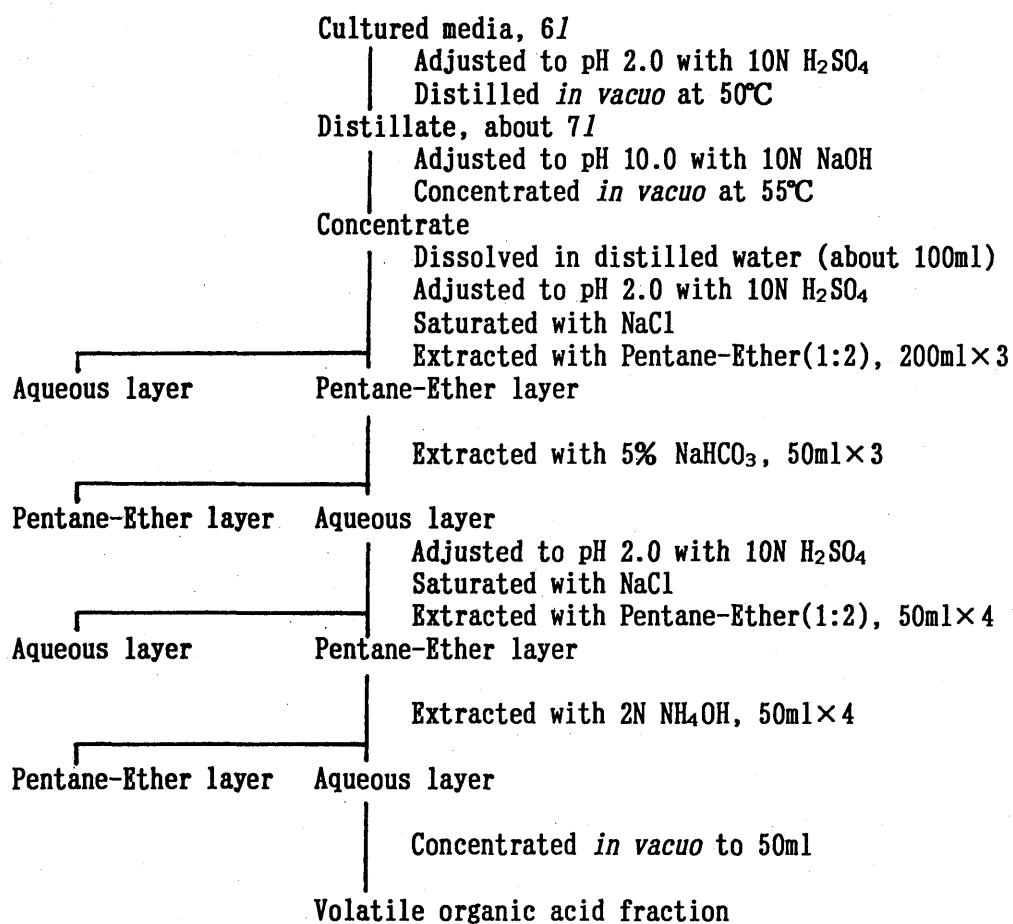 Cultured media, 6l
Adjusted to pH 2.0 with 10N H₂SO₄
Distilled in vacuo at 50℃
Distillate, about 7l
Adjusted to pH 10.0 with 10N NaOH
Concentrated in vacuo at 55℃
Concentrate
Dissolved in distilled water (about 100ml)
Adjusted to pH 2.0 with 10N H₂SO₄
Saturated with NaCl
Extracted with Pentane-Ether(1:2), 200ml×3
Aqueous layer Pentane-Ether layer
Extracted with 5% NaHCO₃, 50ml×3
Pentane-Ether layer Aqueous layer
Adjusted to pH 2.0 with 10N H₂SO₄
Saturated with NaCl
Extracted with Pentane-Ether(1:2), 50ml×4
Aqueous layer Pentane-Ether layer
Extracted with 2N NH₄OH, 50ml×4
Pentane-Ether layer Aqueous layer
Concentrated in vacuo to 50ml
Volatile organic acid fraction